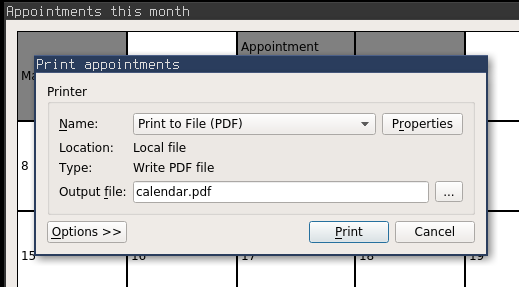 Appointments this month
Appointment
Print appointments
Printer
Name: Print to File (PDF) Properties
Location: Local file
Type: Write PDF file
8
Output file: calendar.pdf ...
Options >> Print Cancel
15 16 17 18 19